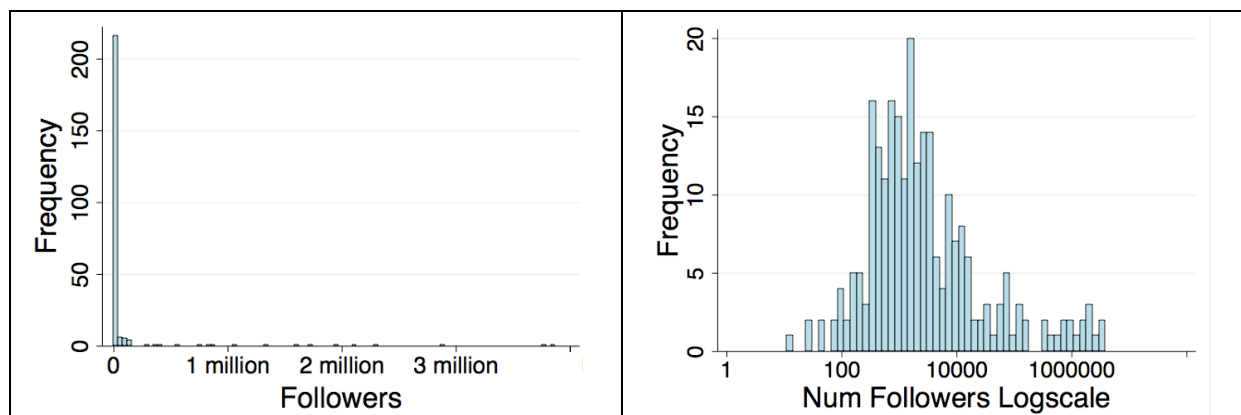 Frequency
200
150
100
50
0
0 1 million 2 million 3 million
Followers
Frequency
20
15
10
5
0
1 100 10000 1000000
Num Followers Logscale